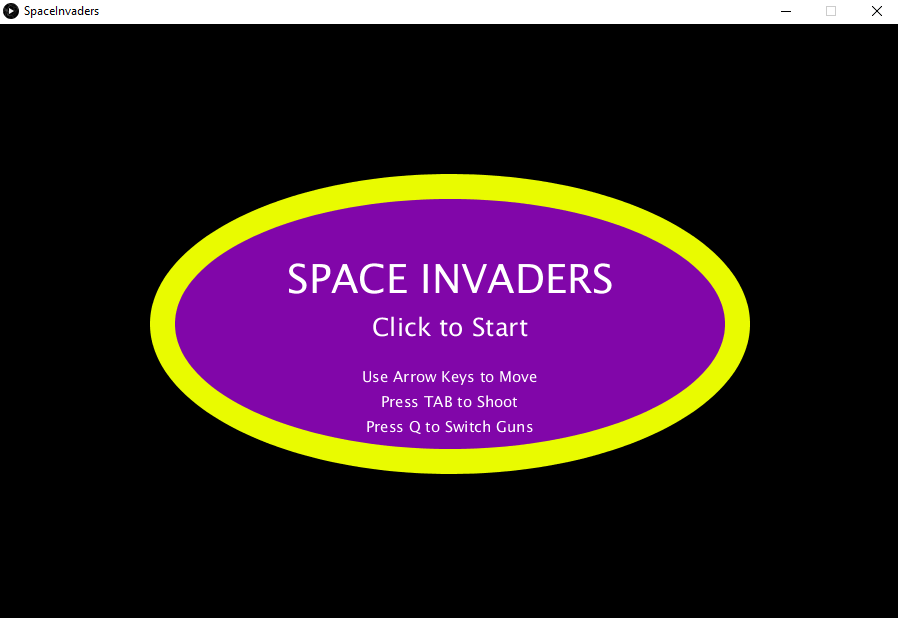 SpaceInvaders
SPACE INVADERS
Click to Start
Use Arrow Keys to Move
Press TAB to Shoot
Press Q to Switch Guns